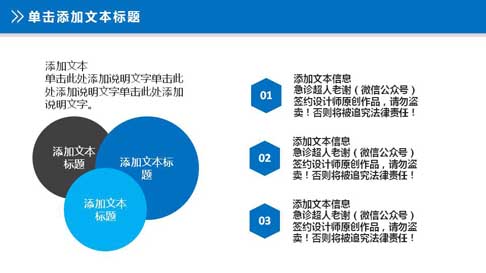 单击添加文本标题
添加文本
单击此处添加说明文字单击此
处添加说明文字单击此处添加
说明文字。
添加文本
标题
添加文本标
题
添加文本
标题
01
添加文本信息
急诊超人老谢（微信公众号）
签约设计师原创作品，请勿盗
卖！否则将被追究法律责任！
02
添加文本信息
急诊超人老谢（微信公众号）
签约设计师原创作品，请勿盗
卖！否则将被追究法律责任！
03
添加文本信息
急诊超人老谢（微信公众号）
签约设计师原创作品，请勿盗
卖！否则将被追究法律责任！